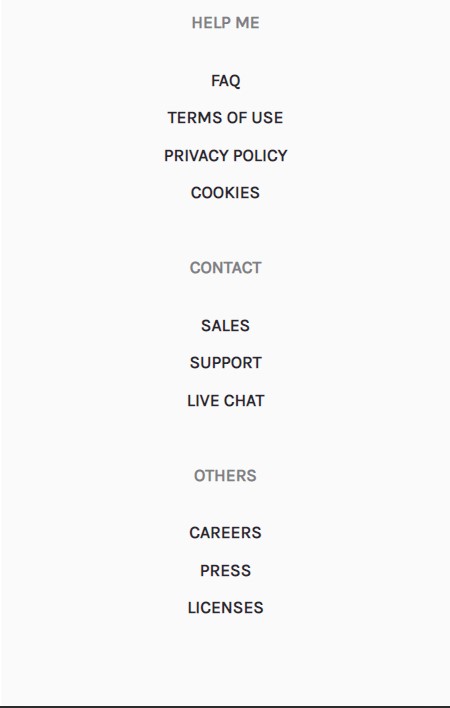 HELP ME
FAQ
TERMS OF USE
PRIVACY POLICY
COOKIES
CONTACT
SALES
SUPPORT
LIVE CHAT
OTHERS
CAREERS
PRESS
LICENSES